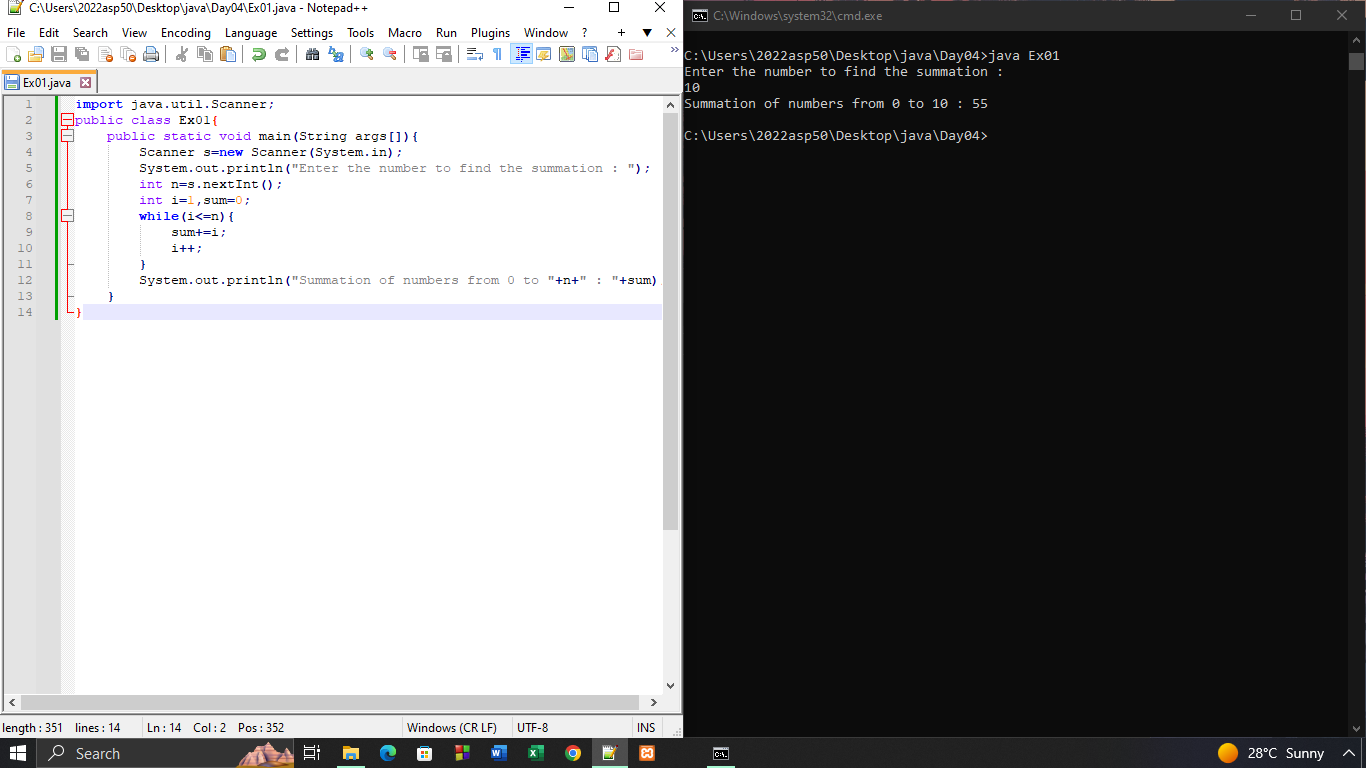 C:\Users\2022asp50\Desktop\java\Day04\Ex01.java - Notepad++
File Edit Search View Encoding Language Settings Tools Macro Run Plugins Window ? + ▼ X
Ex01.java
1 import java.util.Scanner;
2 public class Ex01{
3 public static void main(String args[]){
4 Scanner s=new Scanner(System.in);
5 System.out.println("Enter the number to find the summation : ");
6 int n=s.nextInt();
7 int i=1,sum=0;
8 while(i<=n){
9 sum+=i;
10 i++;
11 }
12 System.out.println("Summation of numbers from 0 to "+n+" : "+sum)
13 }
14 }
length : 351 lines : 14 Ln : 14 Col : 2 Pos : 352 Windows (CR LF) UTF-8 INS
C:\Windows\system32\cmd.exe
C:\Users\2022asp50\Desktop\java\Day04>java Ex01
Enter the number to find the summation :
10
Summation of numbers from 0 to 10 : 55
C:\Users\2022asp50\Desktop\java\Day04>
Search
28°C Sunny